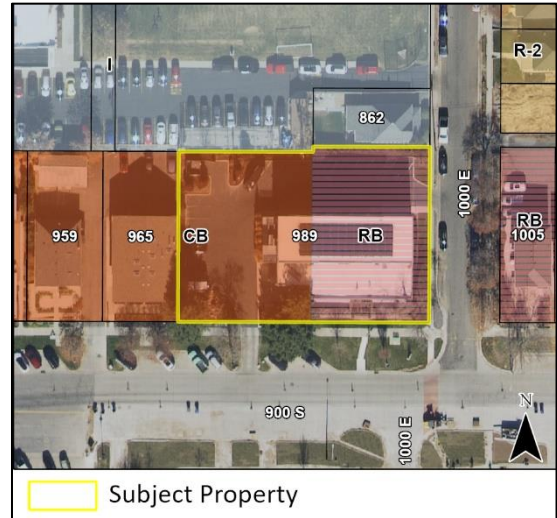 I
R-2
862
1000 E
959
965
CB
989
RB
RB
1005
900 S
1000 E
N
Subject Property